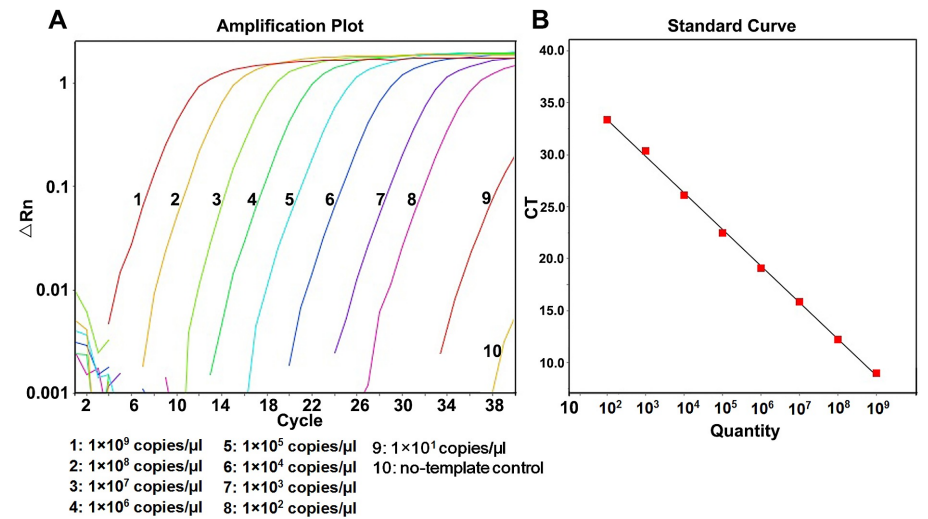 A
Amplification Plot
△Rn
1
0.1
0.01
0.001
1 2 3 4 5 6 7 8 9
10
2 6 10 14 18 22 26 30 34 38
Cycle
1: 1×10⁹ copies/µl
2: 1×10⁸ copies/µl
3: 1×10⁷ copies/µl
4: 1×10⁶ copies/µl
5: 1×10⁵ copies/µl
6: 1×10⁴ copies/µl
7: 1×10³ copies/µl
8: 1×10² copies/µl
9: 1×10¹ copies/µl
10: no-template control
B
Standard Curve
CT
40.0
35.0
30.0
25.0
20.0
15.0
10.0
10 10² 10³ 10⁴ 10⁵ 10⁶ 10⁷ 10⁸ 10⁹
Quantity